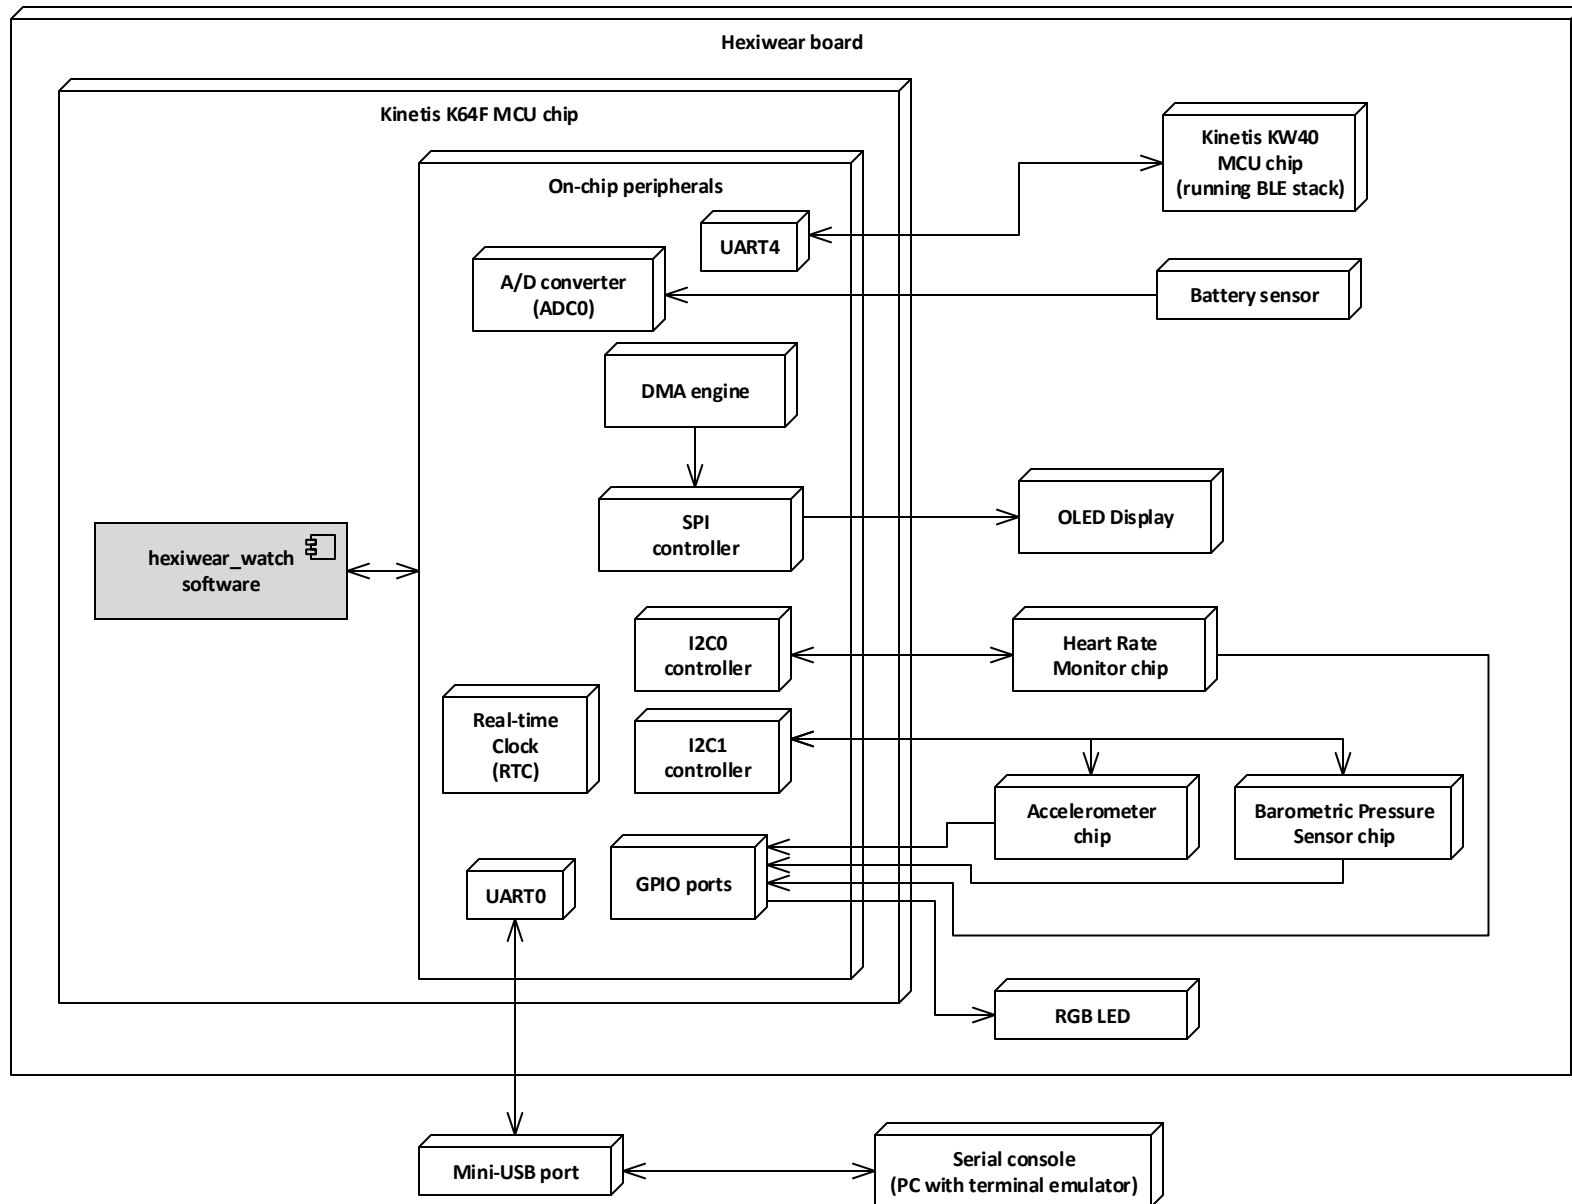 Hexiwear board
Kinetis K64F MCU chip
On-chip peripherals
Kinetis KW40
MCU chip
(running BLE stack)
UART4
A/D converter
(ADC0)
Battery sensor
DMA engine
SPI
controller
OLED Display
hexiwear_watch
software
I2C0
controller
Heart Rate
Monitor chip
Real-time
Clock
(RTC)
I2C1
controller
Accelerometer
chip
Barometric Pressure
Sensor chip
UART0
GPIO ports
RGB LED
Mini-USB port
Serial console
(PC with terminal emulator)